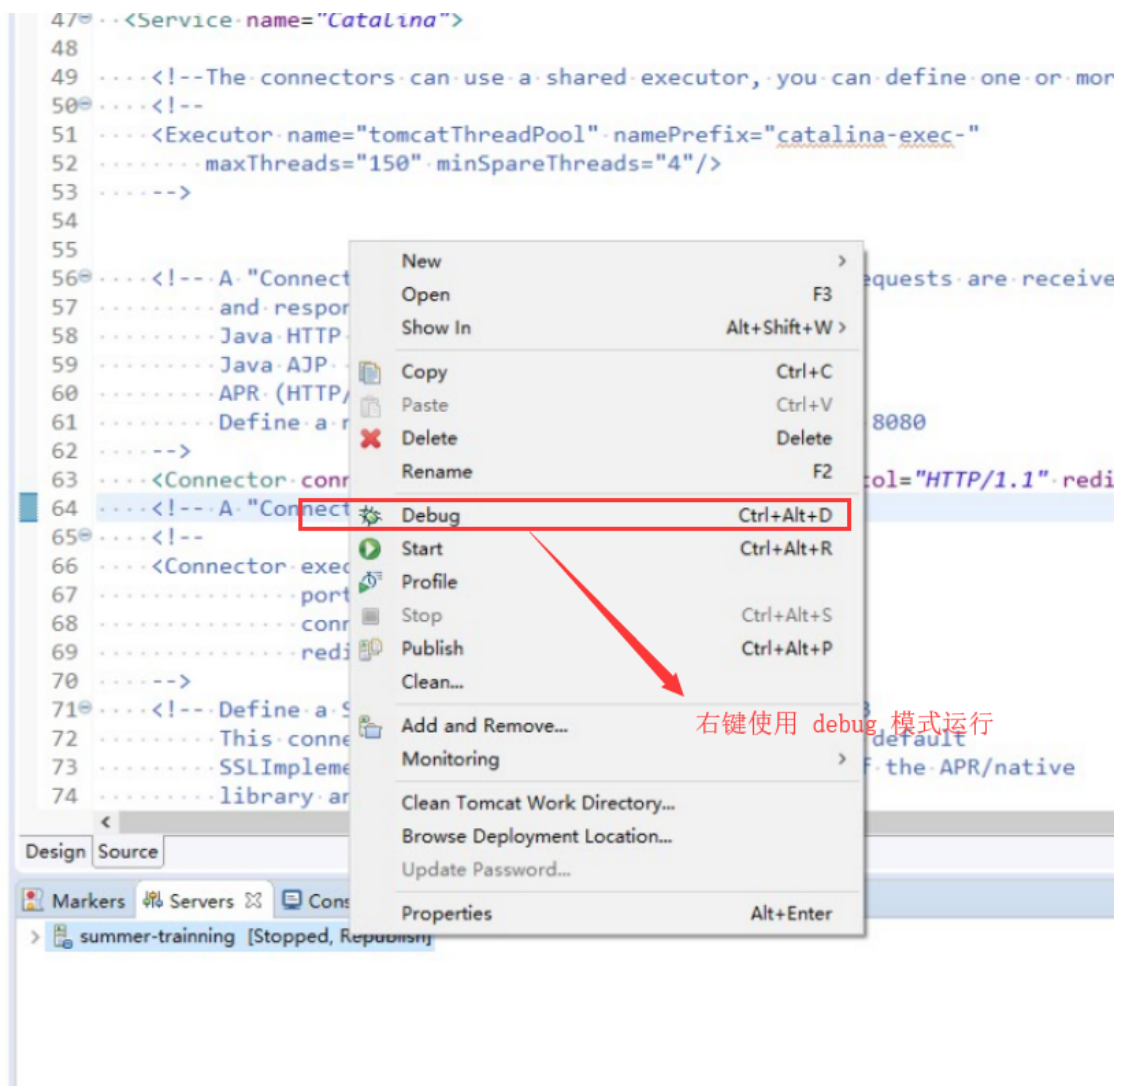 47 <Service name="Catalina">
48
49 <!--The connectors can use a shared executor, you can define one or mor
50 <!--
51 <Executor name="tomcatThreadPool" namePrefix="catalina-exec-"
52 maxThreads="150" minSpareThreads="4"/>
53 -->
54
55
56 <!-- A "Connect equests are receive
57 and respor
58 Java HTTP
59 Java AJP
60 APR (HTTP/
61 Define a r 8080
62 -->
63 <Connector conr col="HTTP/1.1" redi
64 <!-- A "Connect
65 <!--
66 <Connector exec
67 port
68 conr
69 redi
70 -->
71 <!-- Define a S
72 This conne default
73 SSLImpleme f the APR/native
74 library ar
New
Open F3
Show In Alt+Shift+W
Copy Ctrl+C
Paste Ctrl+V
Delete Delete
Rename F2
Debug Ctrl+Alt+D
Start Ctrl+Alt+R
Profile
Stop Ctrl+Alt+S
Publish Ctrl+Alt+P
Clean...
Add and Remove...
Monitoring
Clean Tomcat Work Directory...
Browse Deployment Location...
Update Password...
Properties Alt+Enter
右键使用 debug 模式运行
Design Source
Markers Servers Cons
summer-trainning [Stopped, Republish]